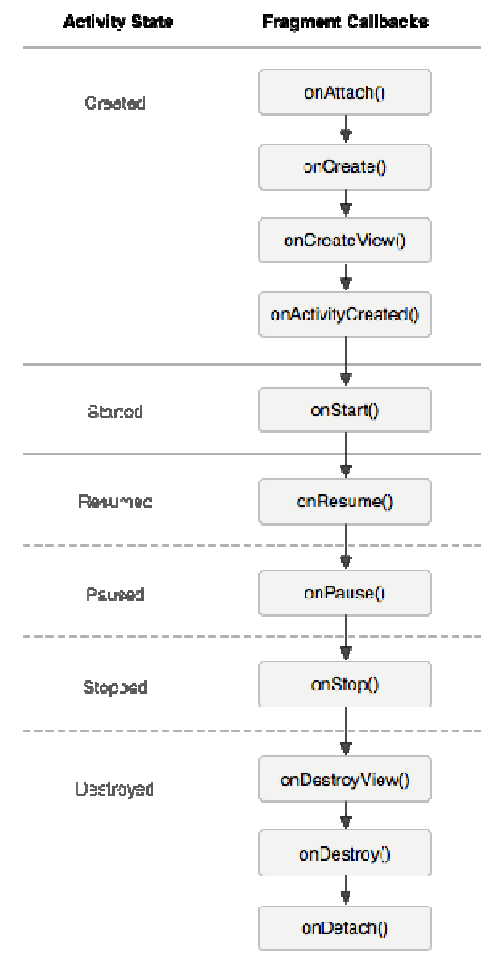 Activity State Fragment Callbacks
Created
onAttach()
onCreate()
onCreateView()
onActivityCreated()
Started
onStart()
Resumed
onResume()
Paused
onPause()
Stopped
onStop()
Destroyed
onDestroyView()
onDestroy()
onDetach()